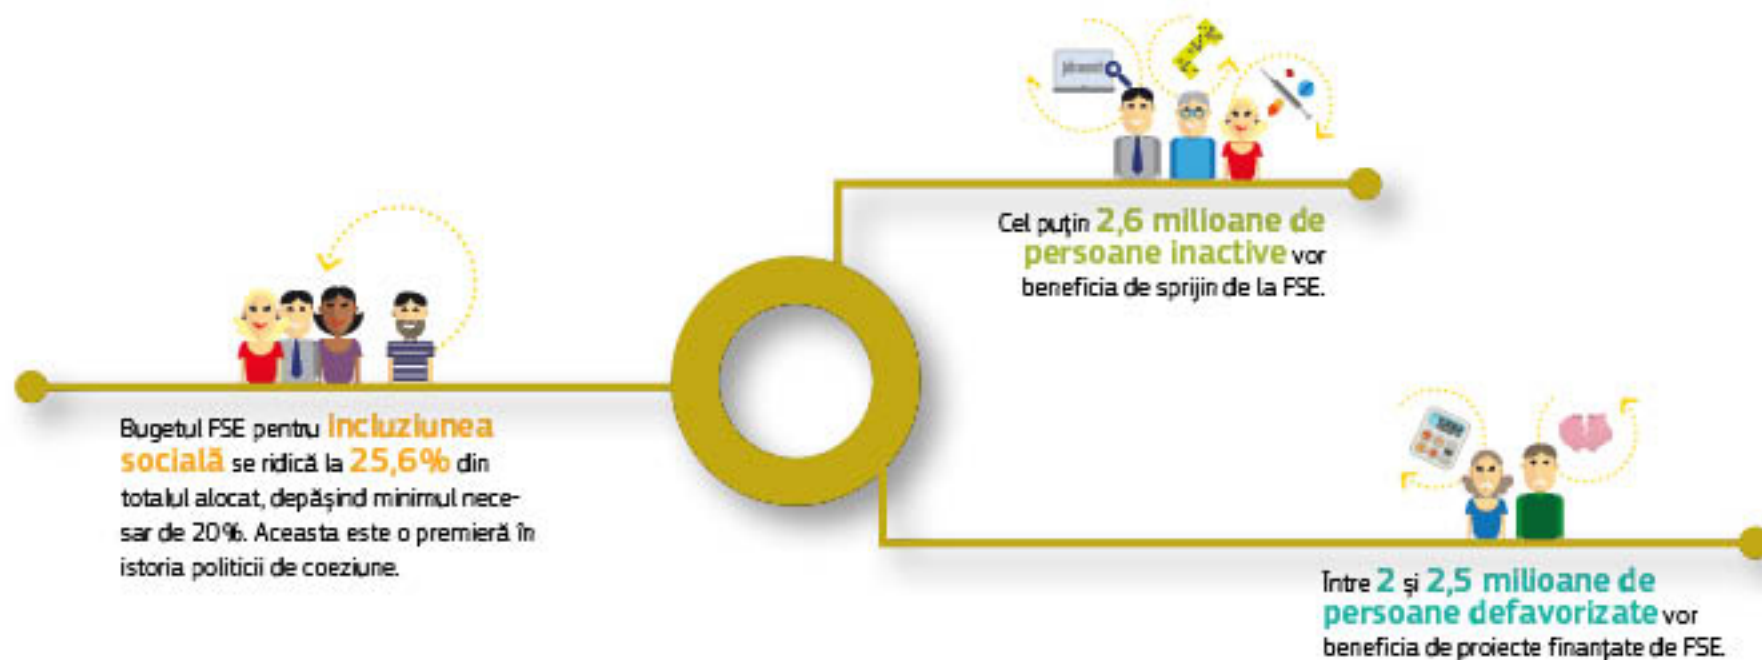 Cel puțin 2,6 milioane de
persoane inactive vor
beneficia de sprijin de la FSE.
Bugetul FSE pentru incluziunea
socială se ridică la 25,6% din
totalul alocat, depășind minimul nece-
sar de 20%. Aceasta este o premieră în
istoria politicii de coeziune.
Între 2 și 2,5 milioane de
persoane defavorizate vor
beneficia de proiecte finanțate de FSE.